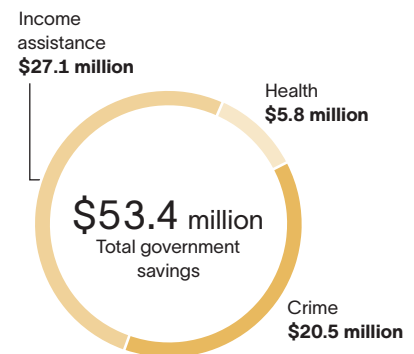 Income
assistance
$27.1 million
Health
$5.8 million
$53.4 million
Total government
savings
Crime
$20.5 million